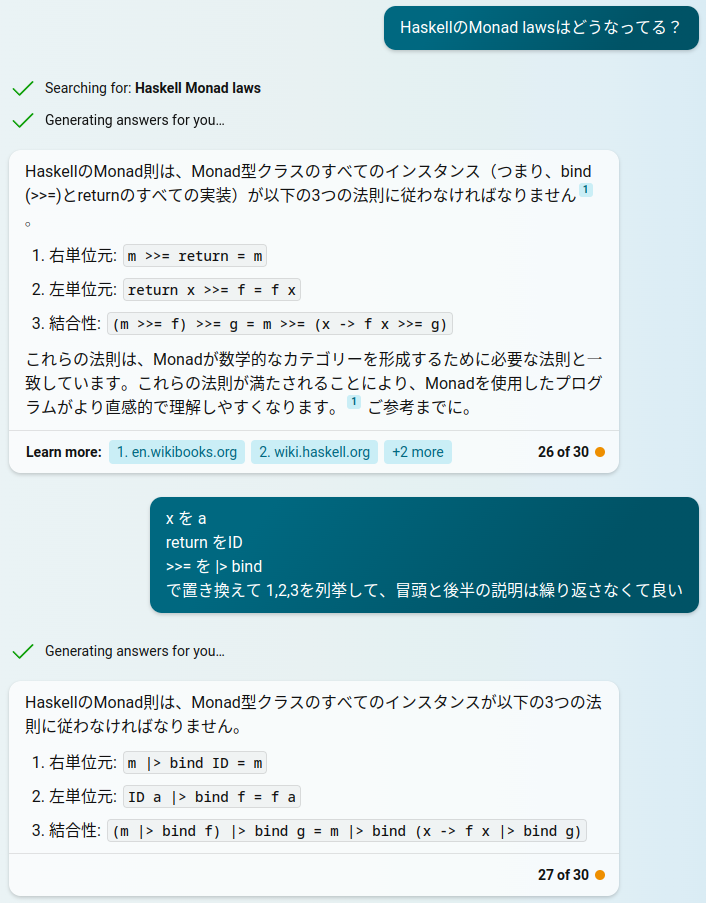 HaskellのMonad lawsはどうなってる？
Searching for: Haskell Monad laws
Generating answers for you…
HaskellのMonad則は、Monad型クラスのすべてのインスタンス（つまり、bind
(>>=)とreturnのすべての実装）が以下の3つの法則に従わなければなりません 1
。
1. 右単位元: m >>= return = m
2. 左単位元: return x >>= f = f x
3. 結合性: (m >>= f) >>= g = m >>= (x -> f x >>= g)
これらの法則は、Monadが数学的なカテゴリーを形成するために必要な法則と一
致しています。これらの法則が満たされることにより、Monadを使用したプログ
ラムがより直感的で理解しやすくなります。 1 ご参考までに。
Learn more: 1. en.wikibooks.org 2. wiki.haskell.org +2 more 26 of 30
x を a
return をID
>>= を |> bind
で置き換えて 1,2,3を列挙して、冒頭と後半の説明は繰り返さなくて良い
Generating answers for you…
HaskellのMonad則は、Monad型クラスのすべてのインスタンスが以下の3つの法
則に従わなければなりません。
1. 右単位元: m |> bind ID = m
2. 左単位元: ID a |> bind f = f a
3. 結合性: (m |> bind f) |> bind g = m |> bind (x -> f x |> bind g)
27 of 30